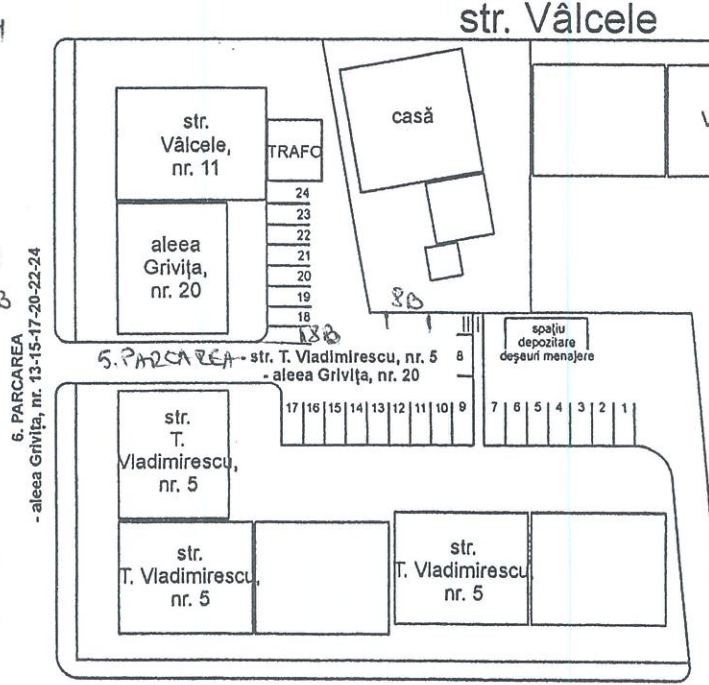 str. Vâlcele
str.
Vâlcele,
nr. 11
TRAFO
casă
24
23
22
21
20
19
18
aleea
Grivița,
nr. 20
8B
18B
spațiu
depozitare
deșeuri menajere
5. PARCAREA - str. T. Vladimirescu, nr. 5
- aleea Grivița, nr. 20
8
17 16 15 14 13 12 11 10 9
7 6 5 4 3 2 1
6. PARCAREA
- aleea Grivița, nr. 13-15-17-20-22-24
str.
T.
Vladimirescu,
nr. 5
str.
T. Vladimirescu,
nr. 5
str.
T. Vladimirescu
nr. 5